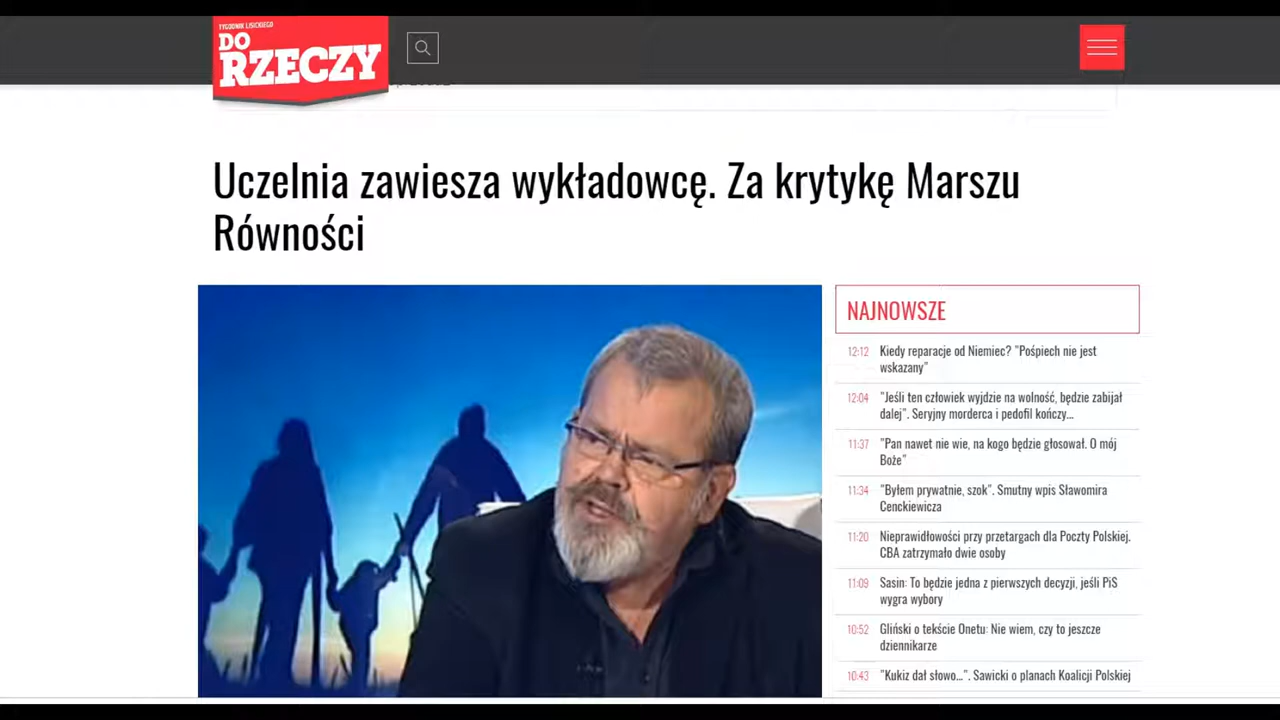 TYGODNIK LISICKIEGO
DO
RZECZY
Uczelnia zawiesza wykładowcę. Za krytykę Marszu
Równości
NAJNOWSZE
12:12 Kiedy reparacje od Niemiec? "Pośpiech nie jest
wskazany"
12:04 "Jeśli ten człowiek wyjdzie na wolność, będzie zabijał
dalej". Seryjny morderca i pedofil kończy...
11:37 "Pan nawet nie wie, na kogo będzie głosował. O mój
Boże"
11:34 "Byłem prywatnie, szok". Smutny wpis Sławomira
Cenckiewicza
11:20 Nieprawidłowości przy przetargach dla Poczty Polskiej.
CBA zatrzymało dwie osoby
11:09 Sasin: To będzie jedna z pierwszych decyzji, jeśli PiS
wygra wybory
10:52 Gliński o tekście Onetu: Nie wiem, czy to jeszcze
dziennikarze
10:43 "Kukiz dał słowo...". Sawicki o planach Koalicji Polskiej